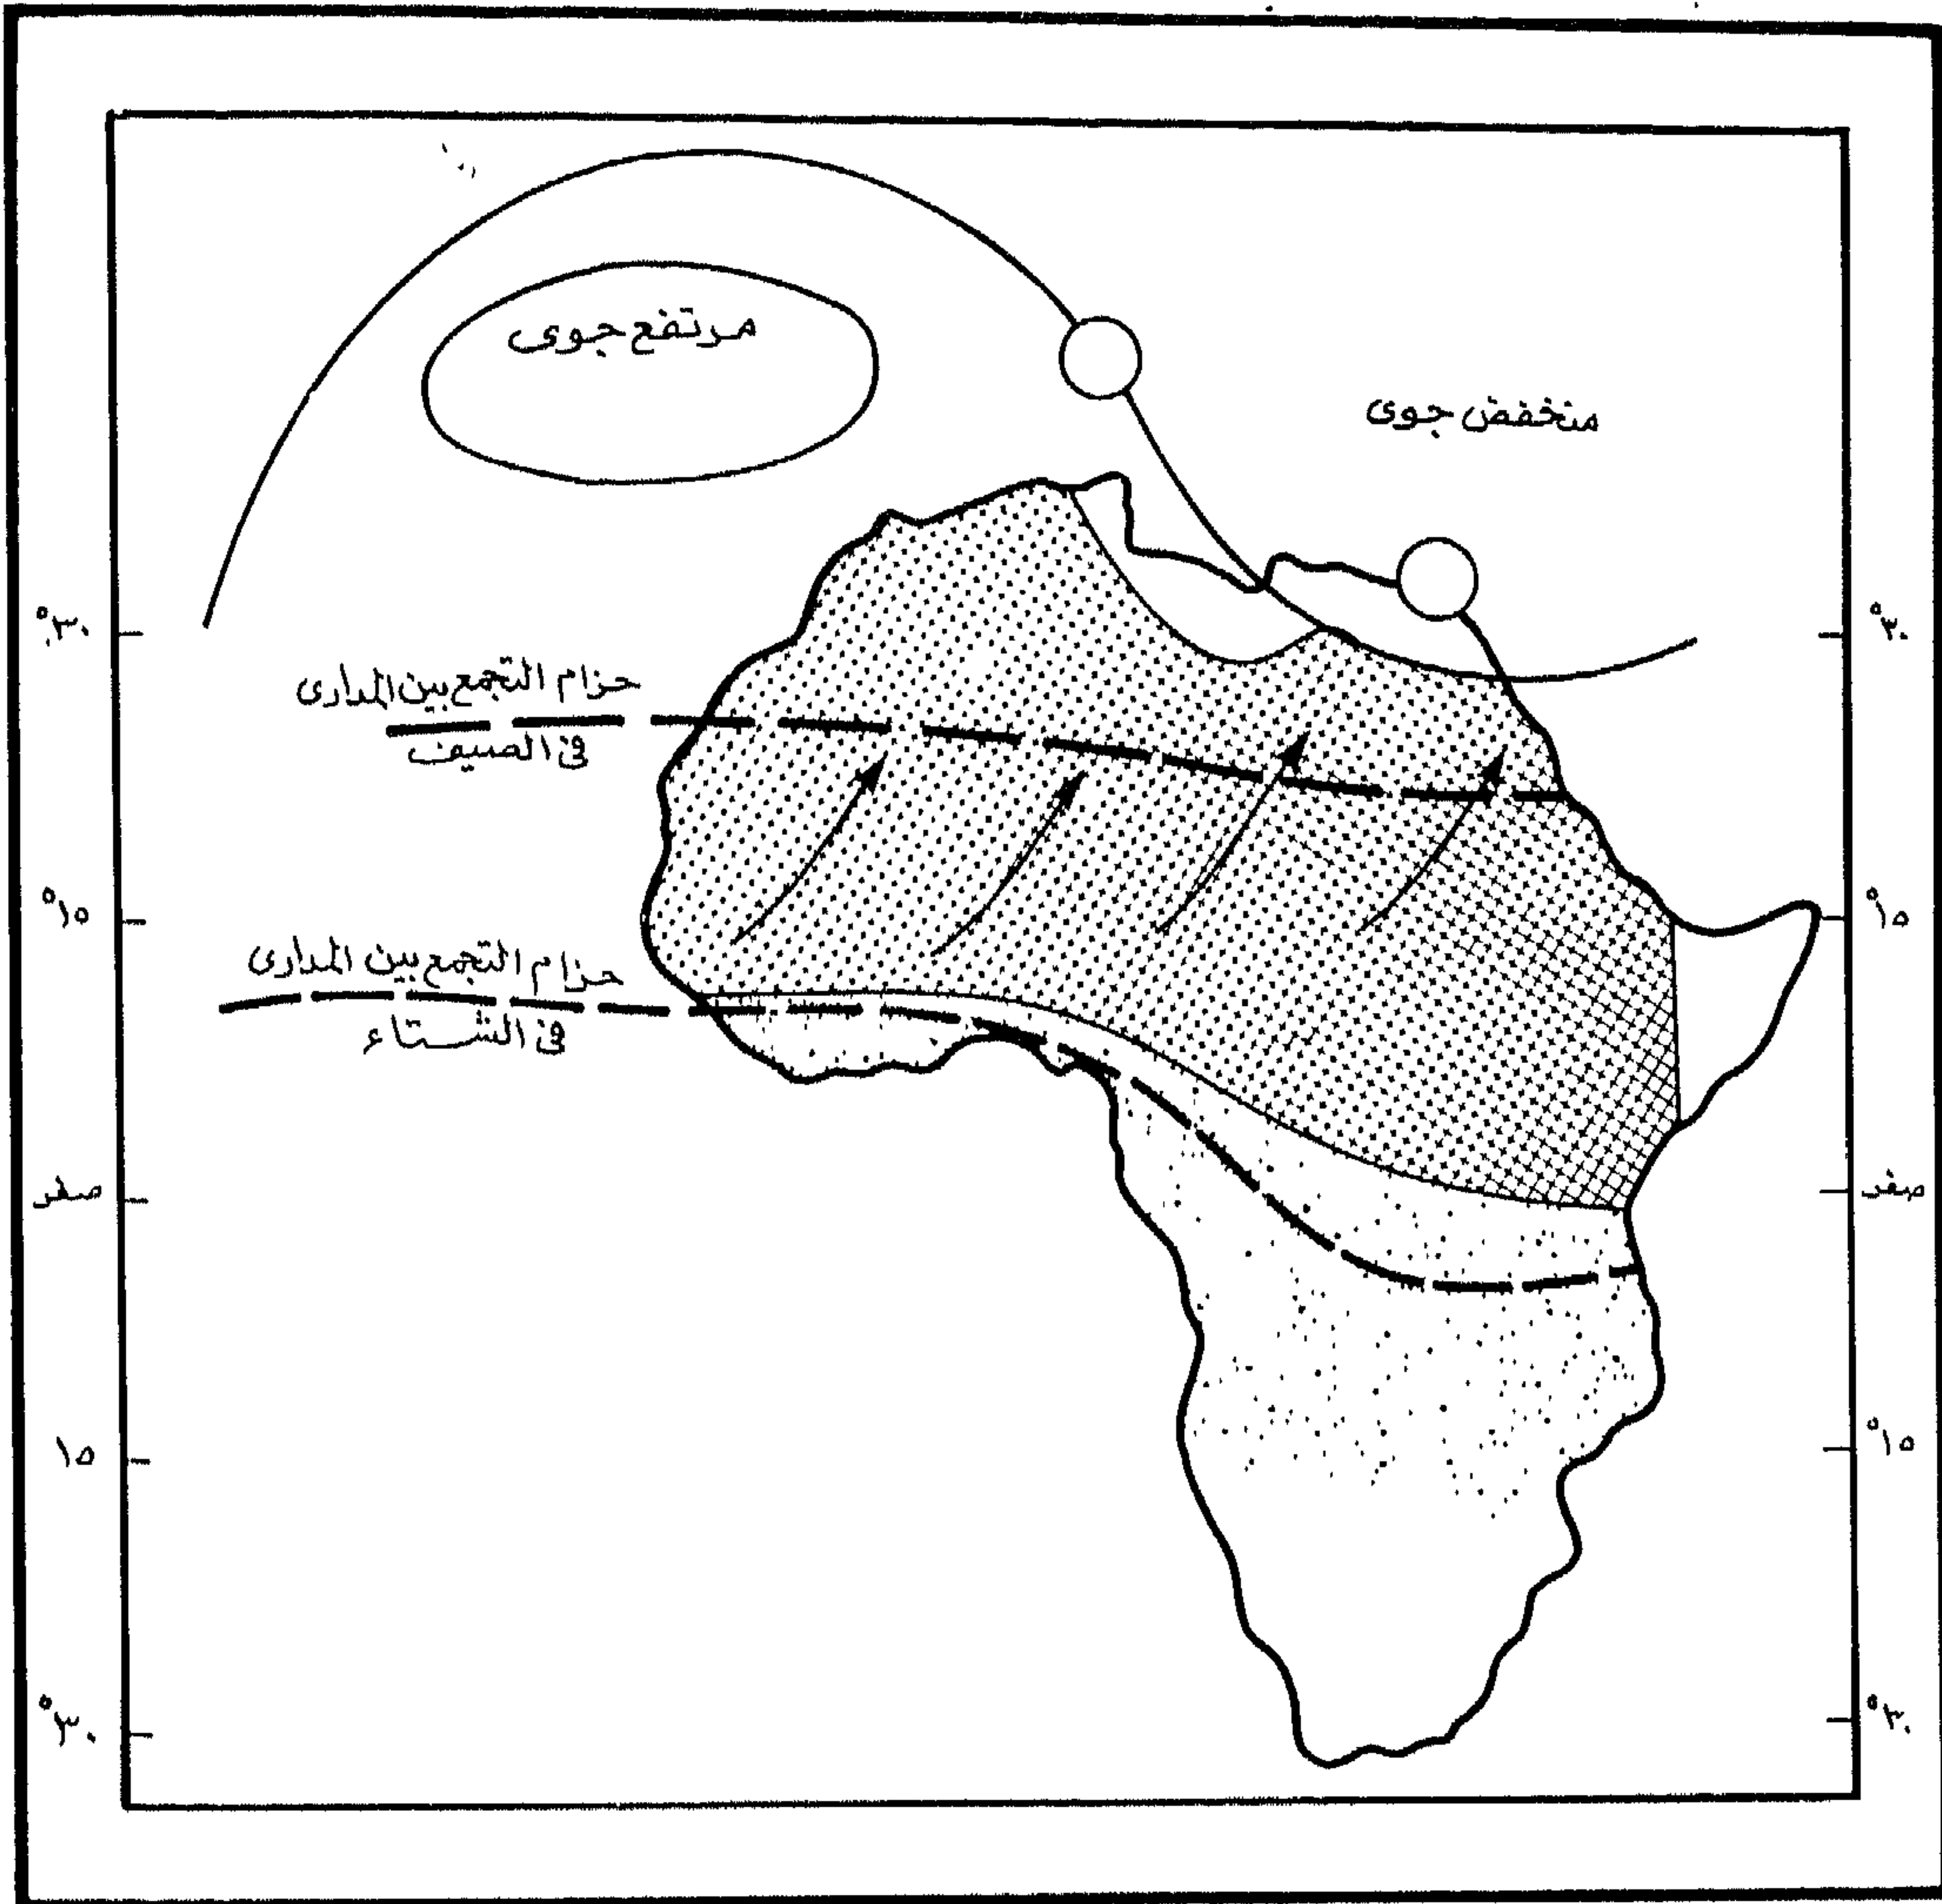 مرتفع جوى
منخفض جوى
°٣٠
°٣٠
حزام التجمع بين المدارى
فى الصيف
°١٥
°١٥
حزام التجمع بين المدارى
فى الشتاء
صفر
صفر
١٥
°١٥
°٣٠
°٣٠